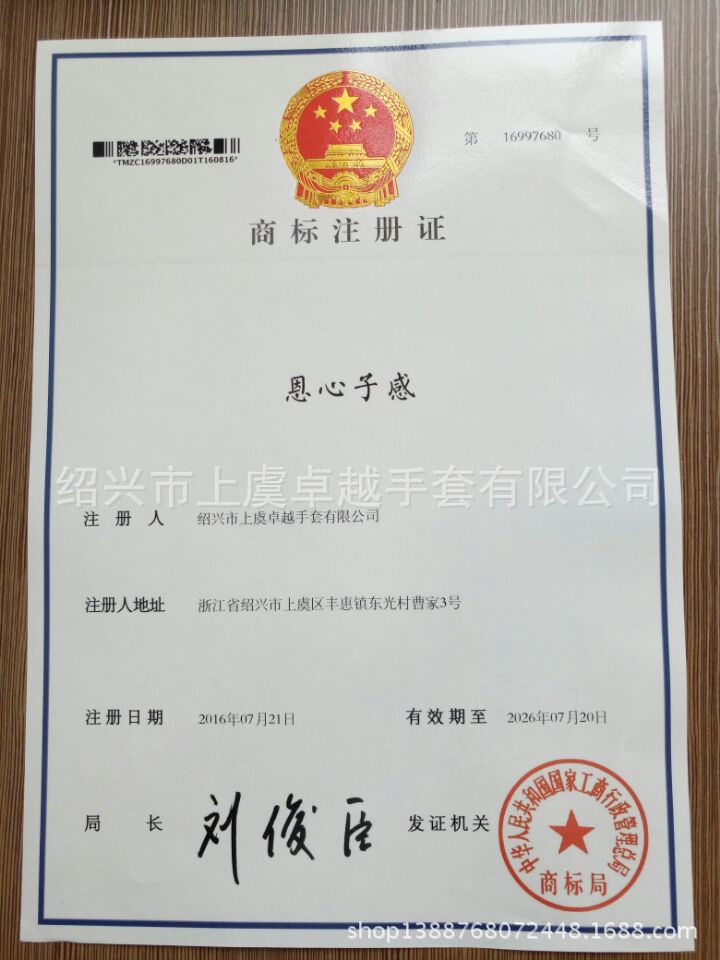 *TMZC16997680D01T160816*
第 16997680 号
商标注册证
恩心子感
绍兴市上虞卓越手套有限公司
注册人 绍兴市上虞卓越手套有限公司
注册人地址 浙江省绍兴市上虞区丰惠镇东光村曹家3号
注册日期 2016年07月21日 有效期至 2026年07月20日
局长 刘俊臣 发证机关
中华人民共和国国家工商行政管理总局
商标局
shop1388768072448.1688.com